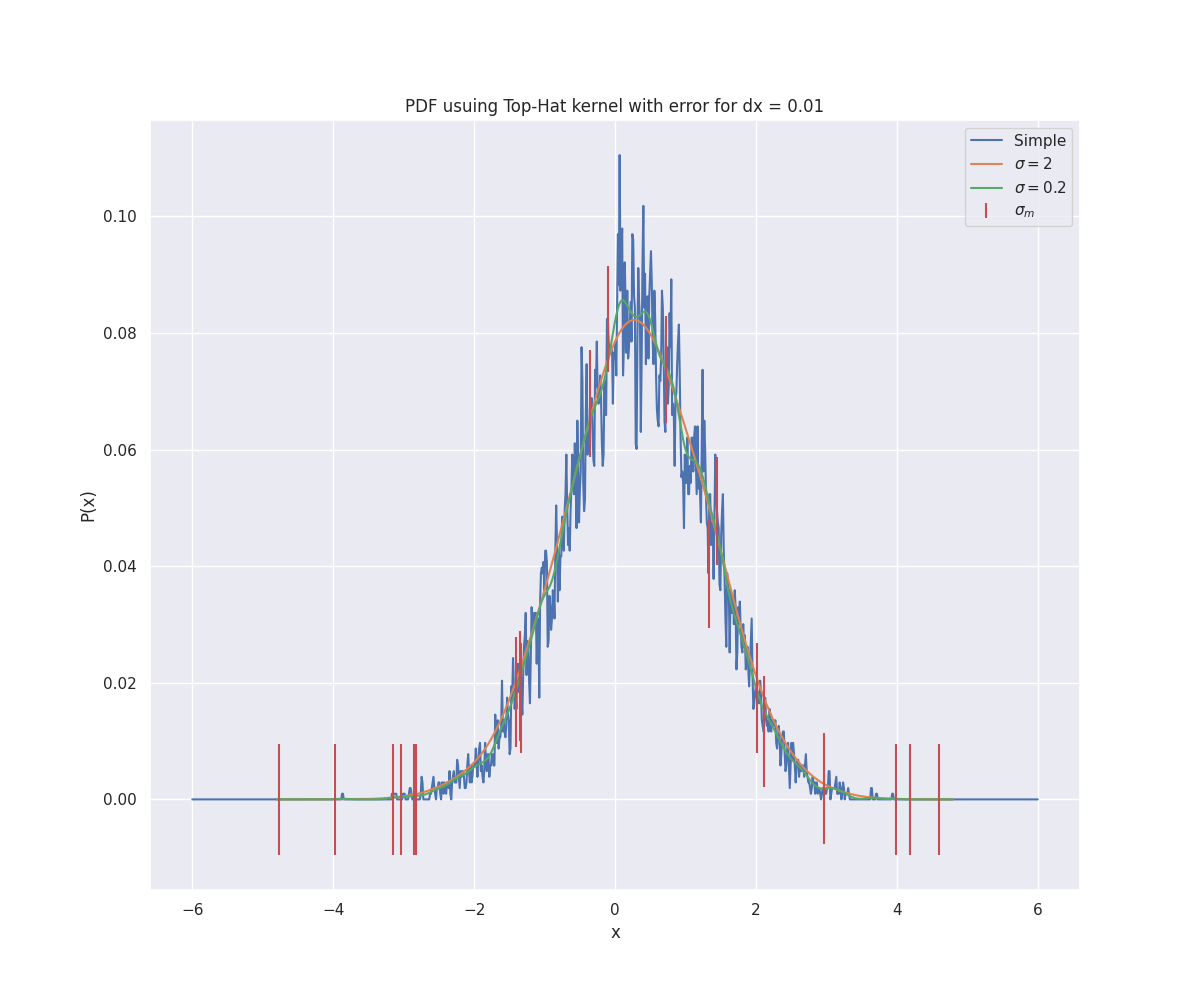 PDF usuing Top-Hat kernel with error for dx = 0.01
Simple
σ = 2
σ = 0.2
σm
0.10
0.08
0.06
0.04
0.02
0.00
P(x)
−6
−4
−2
0
2
4
6
x